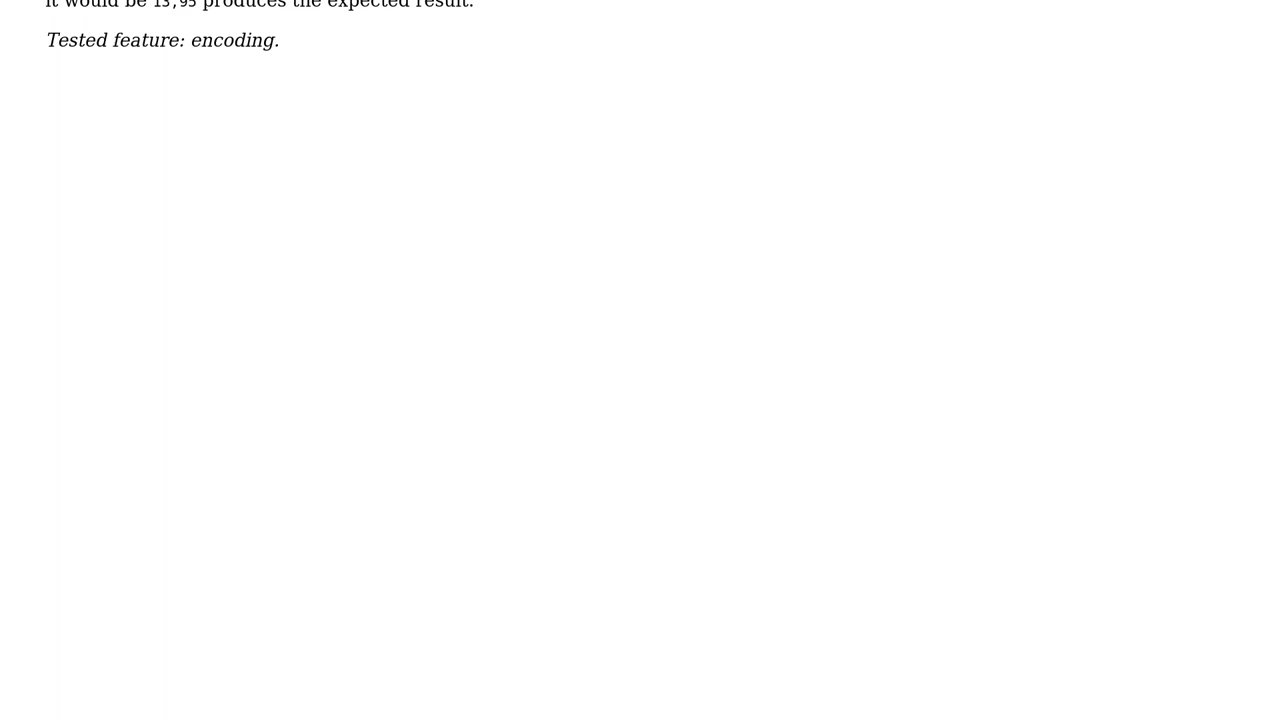 it would be 13,95 produces the expected result.
Tested feature: encoding.